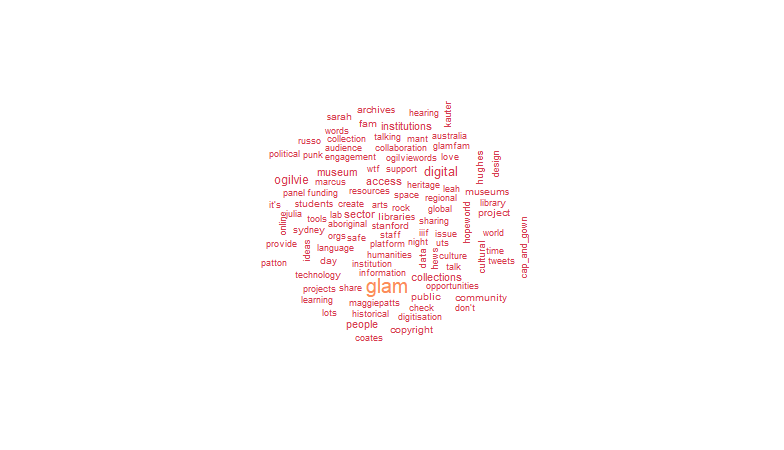 archives
hearing
kauter
sarah
fam
institutions
words
russo
collection
talking
mant
australia
audience
collaboration
glamfam
political
punk
engagement
ogilviewords
love
hughes
design
wtf
support
museum
digital
ogilvie
marcus
access
heritage
leah
museums
panel
funding
resources
space
regional
library
it's
students
create
arts
rock
global
hopeworld
project
julia
online
tools
lab
sector
libraries
sharing
aboriginal
stanford
sydney
orgs
safe
staff
iiif
issue
world
provide
ideas
language
platform
night
uts
cultural
time
cap_and_gown
humanities
data
news
culture
tweets
patton
day
institution
talk
technology
information
collections
projects
share
glam
opportunities
learning
maggiepatts
public
community
lots
historical
check
don't
digitisation
people
copyright
coates